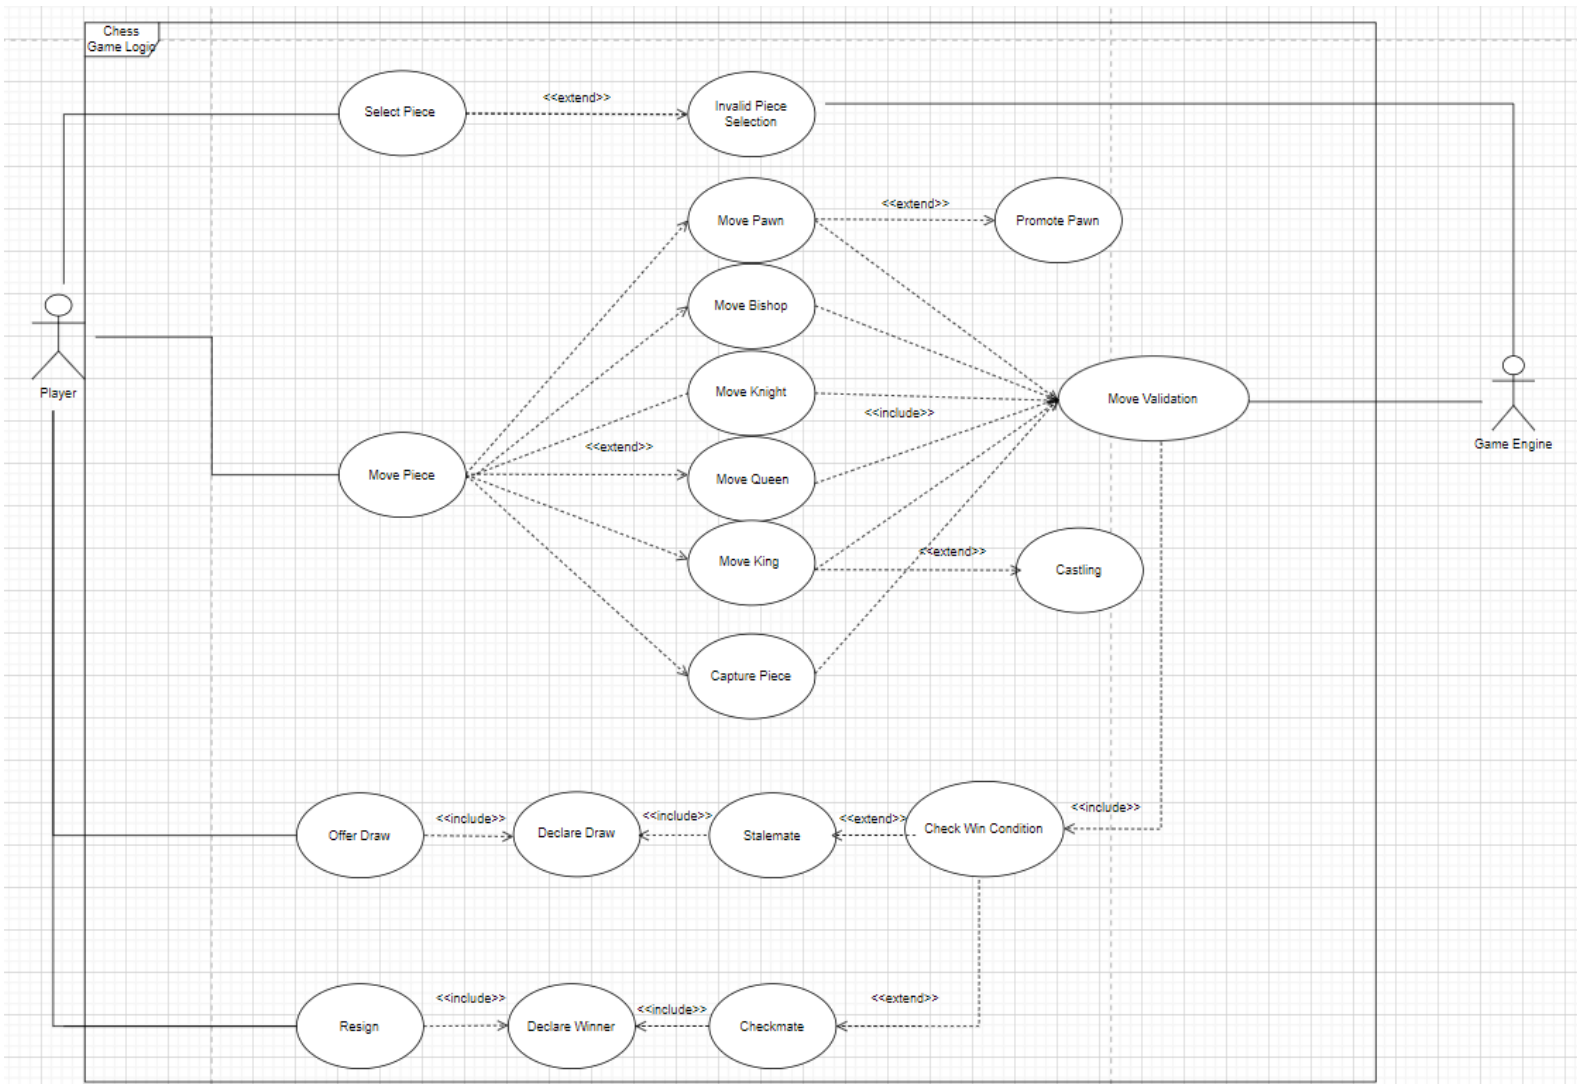 Chess
Game Logic
Select Piece
<<extend>>
Invalid Piece
Selection
Move Pawn
<<extend>>
Promote Pawn
Move Bishop
Player
Move Knight
<<include>>
Move Validation
Game Engine
Move Piece
<<extend>>
Move Queen
Move King
<<extend>>
Castling
Capture Piece
Offer Draw
<<include>>
Declare Draw
<<include>>
Stalemate
<<extend>>
Check Win Condition
<<include>>
Resign
<<include>>
Declare Winner
<<include>>
Checkmate
<<extend>>